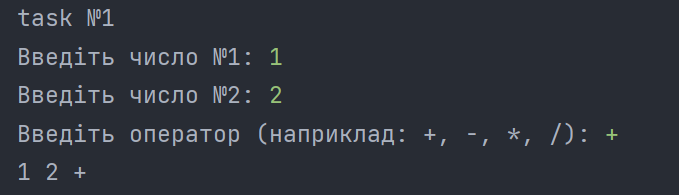 task №1
Введіть число №1: 1
Введіть число №2: 2
Введіть оператор (наприклад: +, -, *, /): +
1 2 +